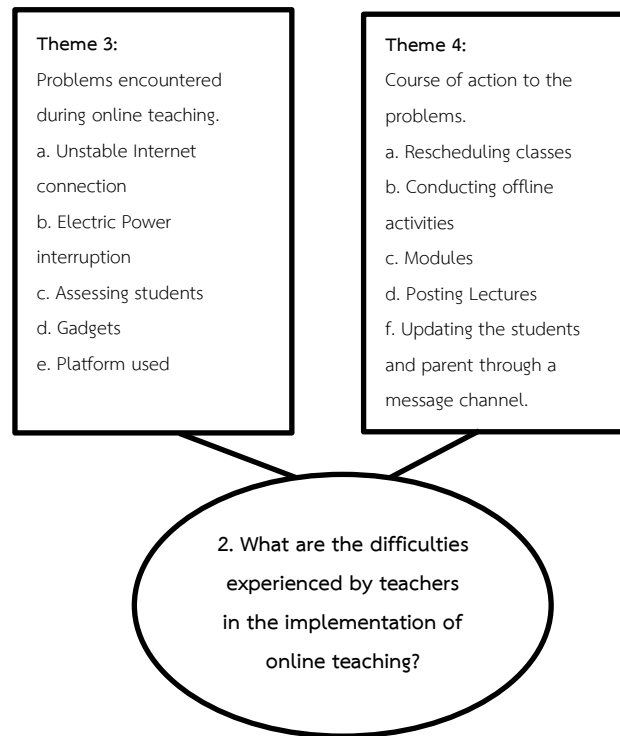 Theme 3:
Problems encountered
during online teaching.
a. Unstable Internet
connection
b. Electric Power
interruption
c. Assessing students
d. Gadgets
e. Platform used
Theme 4:
Course of action to the
problems.
a. Rescheduling classes
b. Conducting offline
activities
c. Modules
d. Posting Lectures
f. Updating the students
and parent through a
message channel.
2. What are the difficulties
experienced by teachers
in the implementation of
online teaching?